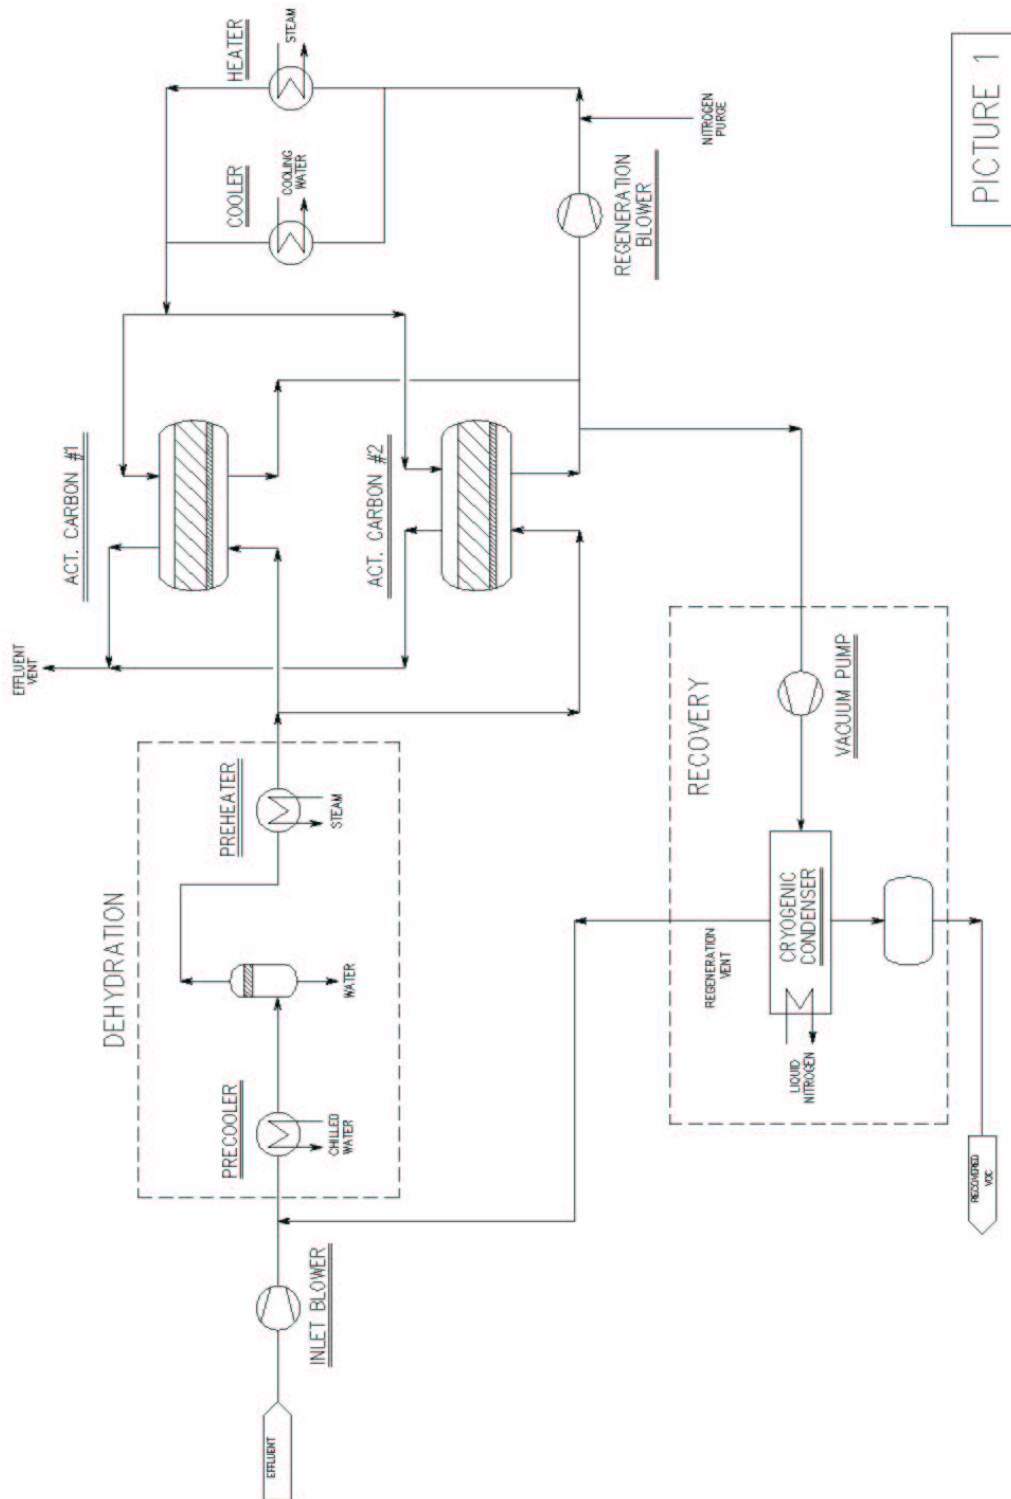 EFFLUENT
INLET BLOWER
DEHYDRATION
PRECOOLER
CHILLED
WATER
WATER
PREHEATER
STEAM
EFFLUENT
VENT
ACT. CARBON #1
ACT. CARBON #2
COOLER
COOLING
WATER
HEATER
STEAM
REGENERATION
BLOWER
NITROGEN
PURGE
RECOVERY
VACUUM PUMP
CRYOGENIC
CONDENSER
REGENERATION
VENT
LIQUID
NITROGEN
RECOVERED
VOC
PICTURE 1